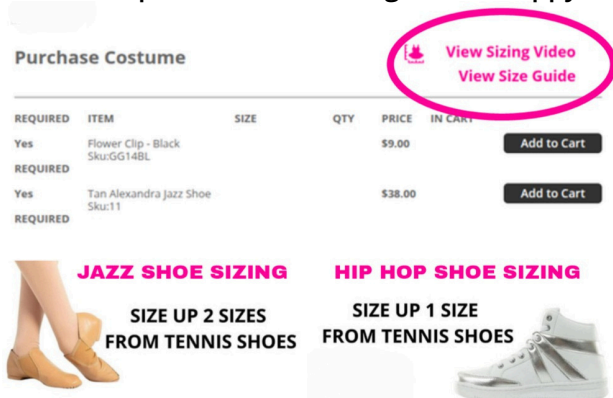 Purchase Costume
View Sizing Video
View Size Guide
REQUIRED ITEM SIZE QTY PRICE IN CART
Yes Flower Clip - Black $9.00 Add to Cart
Sku:GG14BL
REQUIRED
Yes Tan Alexandra Jazz Shoe $38.00 Add to Cart
Sku:11
REQUIRED
JAZZ SHOE SIZING
SIZE UP 2 SIZES
FROM TENNIS SHOES
HIP HOP SHOE SIZING
SIZE UP 1 SIZE
FROM TENNIS SHOES